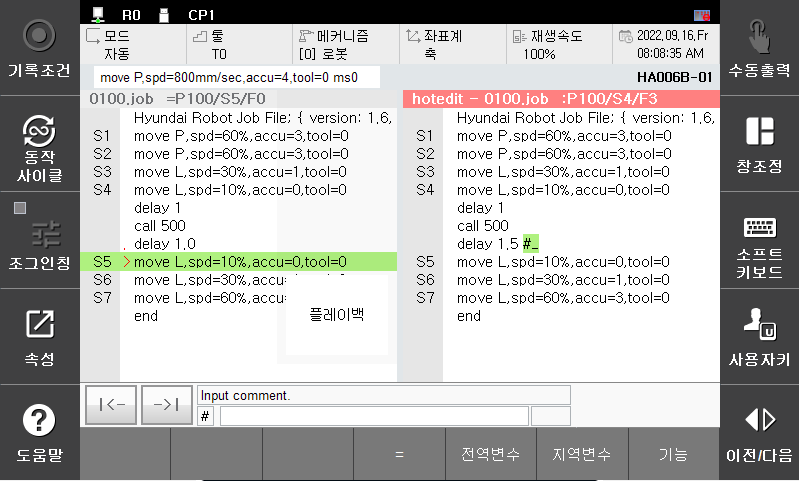 R0 CP1
모드
자동
툴
T0
메커니즘
[0] 로봇
좌표계
축
재생속도
100%
2022,09,16,Fr
08:08:35 AM
move P,spd=800mm/sec,accu=4,tool=0 ms0
HA006B-01
0100.job =P100/S5/F0
Hyundai Robot Job File; { version: 1,6,
S1 move P,spd=60%,accu=3,tool=0
S2 move P,spd=60%,accu=3,tool=0
S3 move L,spd=30%,accu=1,tool=0
S4 move L,spd=10%,accu=0,tool=0
delay 1
call 500
delay 1.0
S5 >move L,spd=10%,accu=0,tool=0
S6 move L,spd=30%,accu=
S7 move L,spd=60%,accu=
end
플레이백
hotedit - 0100.job :P100/S4/F3
Hyundai Robot Job File; { version: 1,6,
S1 move P,spd=60%,accu=3,tool=0
S2 move P,spd=60%,accu=3,tool=0
S3 move L,spd=30%,accu=1,tool=0
S4 move L,spd=10%,accu=0,tool=0
delay 1
call 500
delay 1.5 #_
S5 move L,spd=10%,accu=0,tool=0
S6 move L,spd=30%,accu=1,tool=0
S7 move L,spd=60%,accu=3,tool=0
end
기록조건
동작
사이클
조그인칭
속성
도움말
수동출력
창조정
소프트
키보드
사용자키
이전/다음
|<- ->|
Input comment.
#
= 전역변수 지역변수 기능